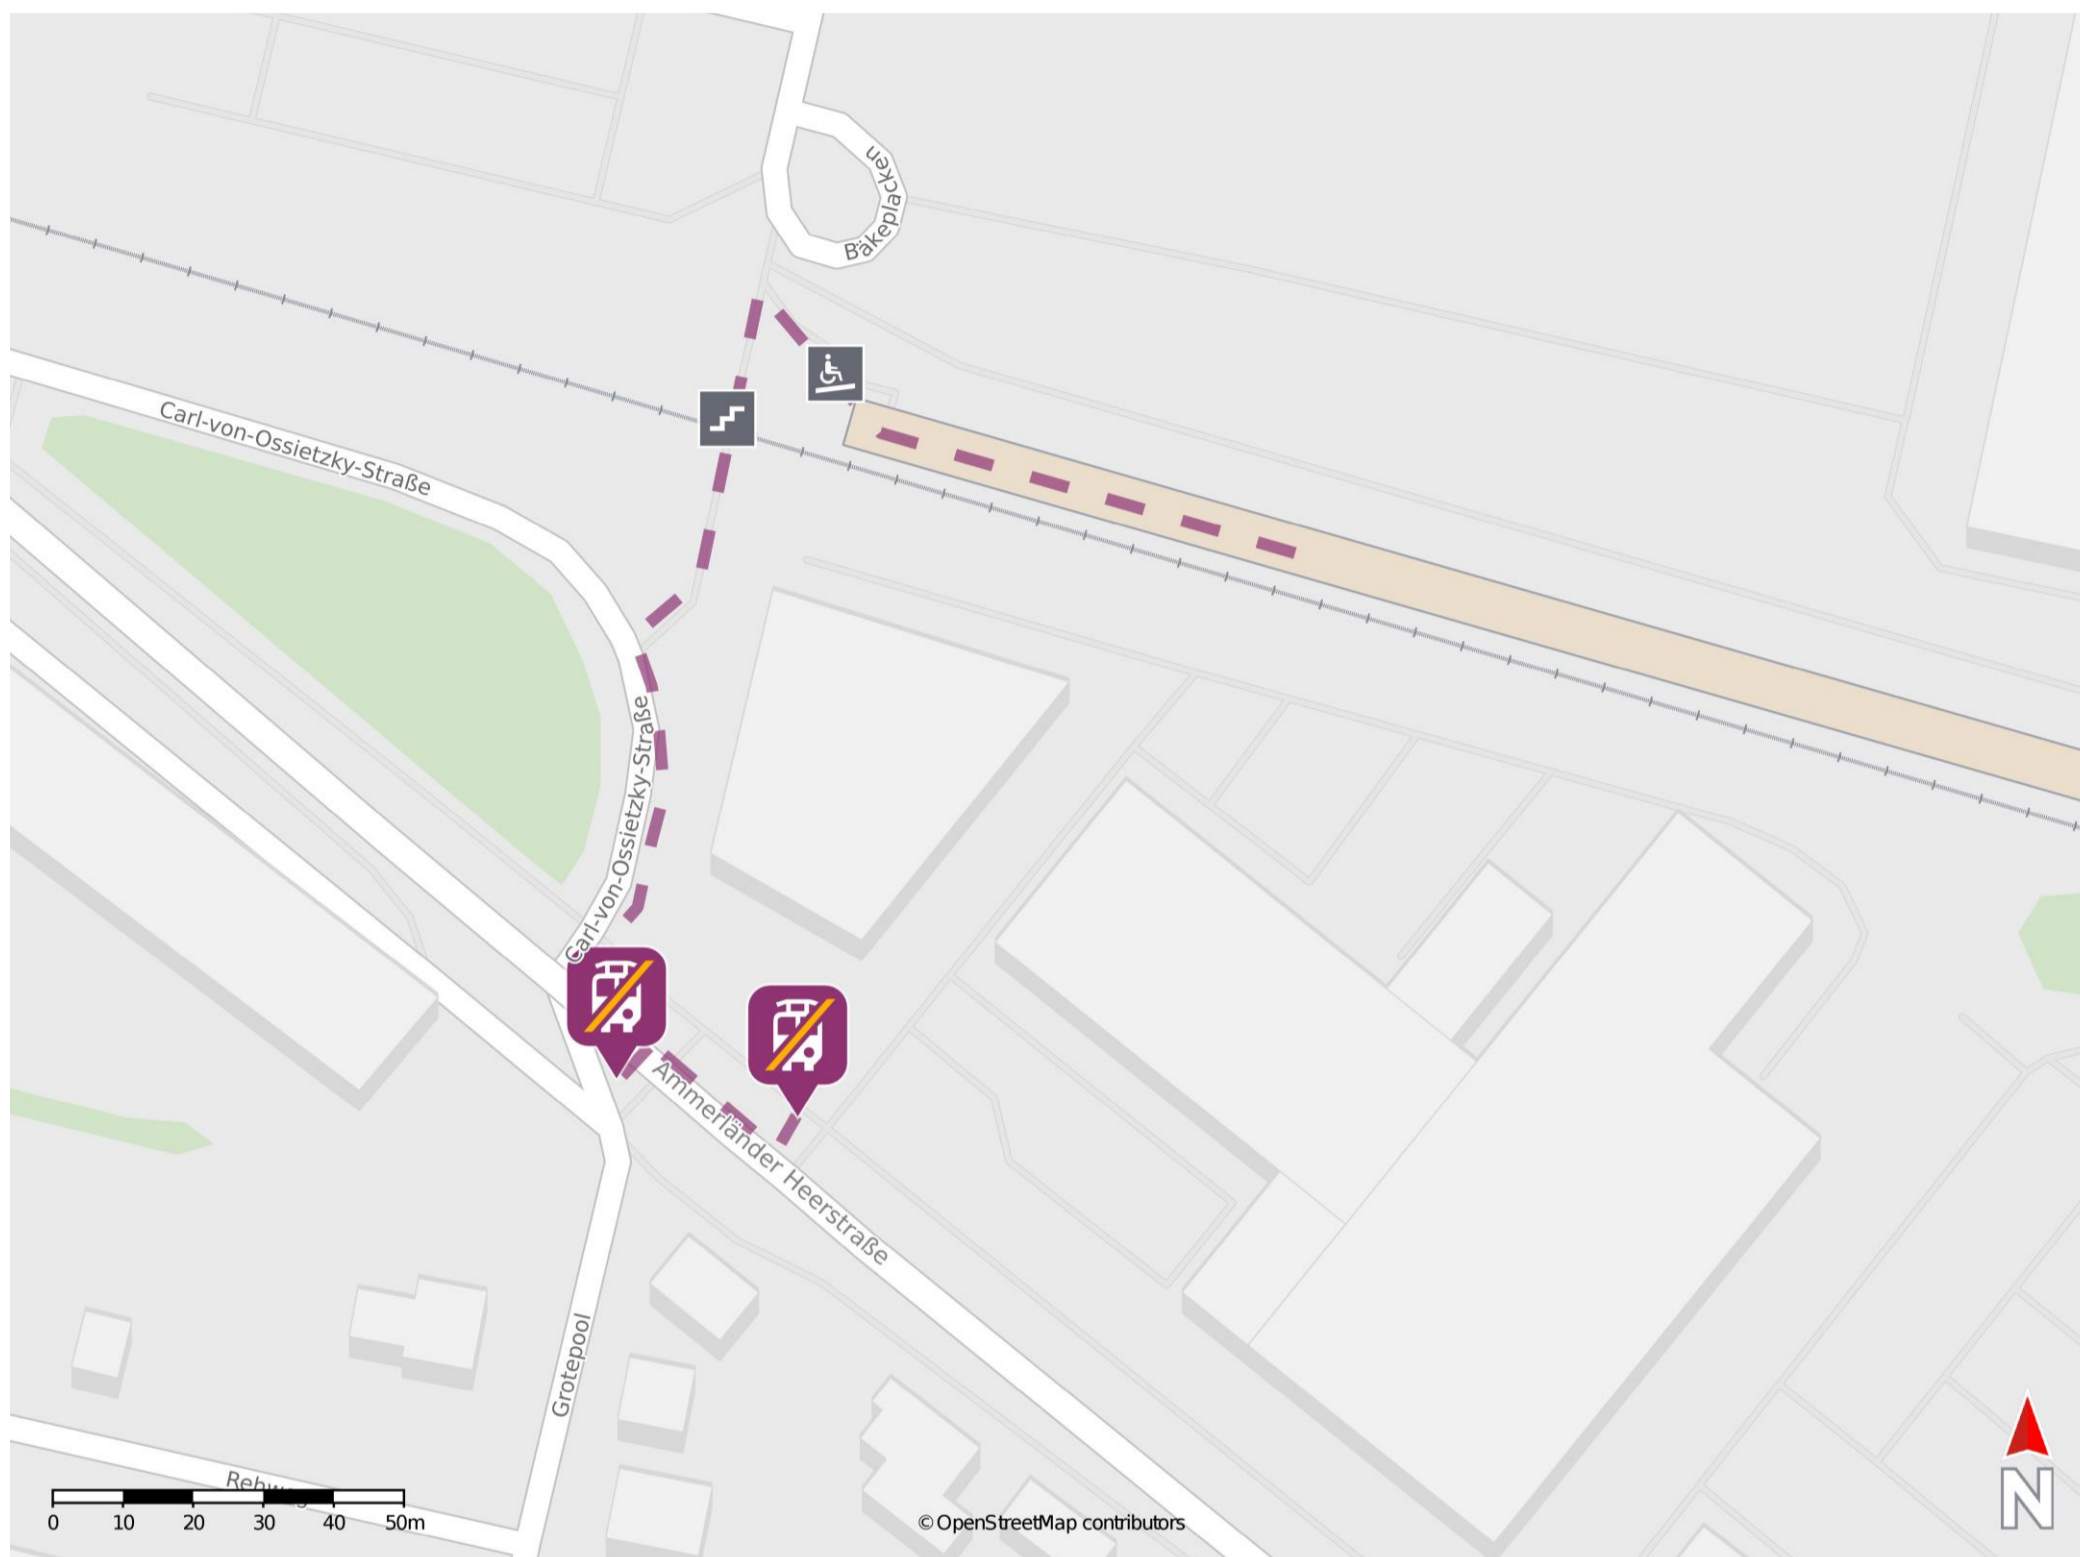 Bäkeplacken
Carl-von-Ossietzky-Straße
Carl-von-Ossietzky-Straße
Ammerländer Heerstraße
Grotepool
0 10 20 30 40 50m
© OpenStreetMap contributors
N